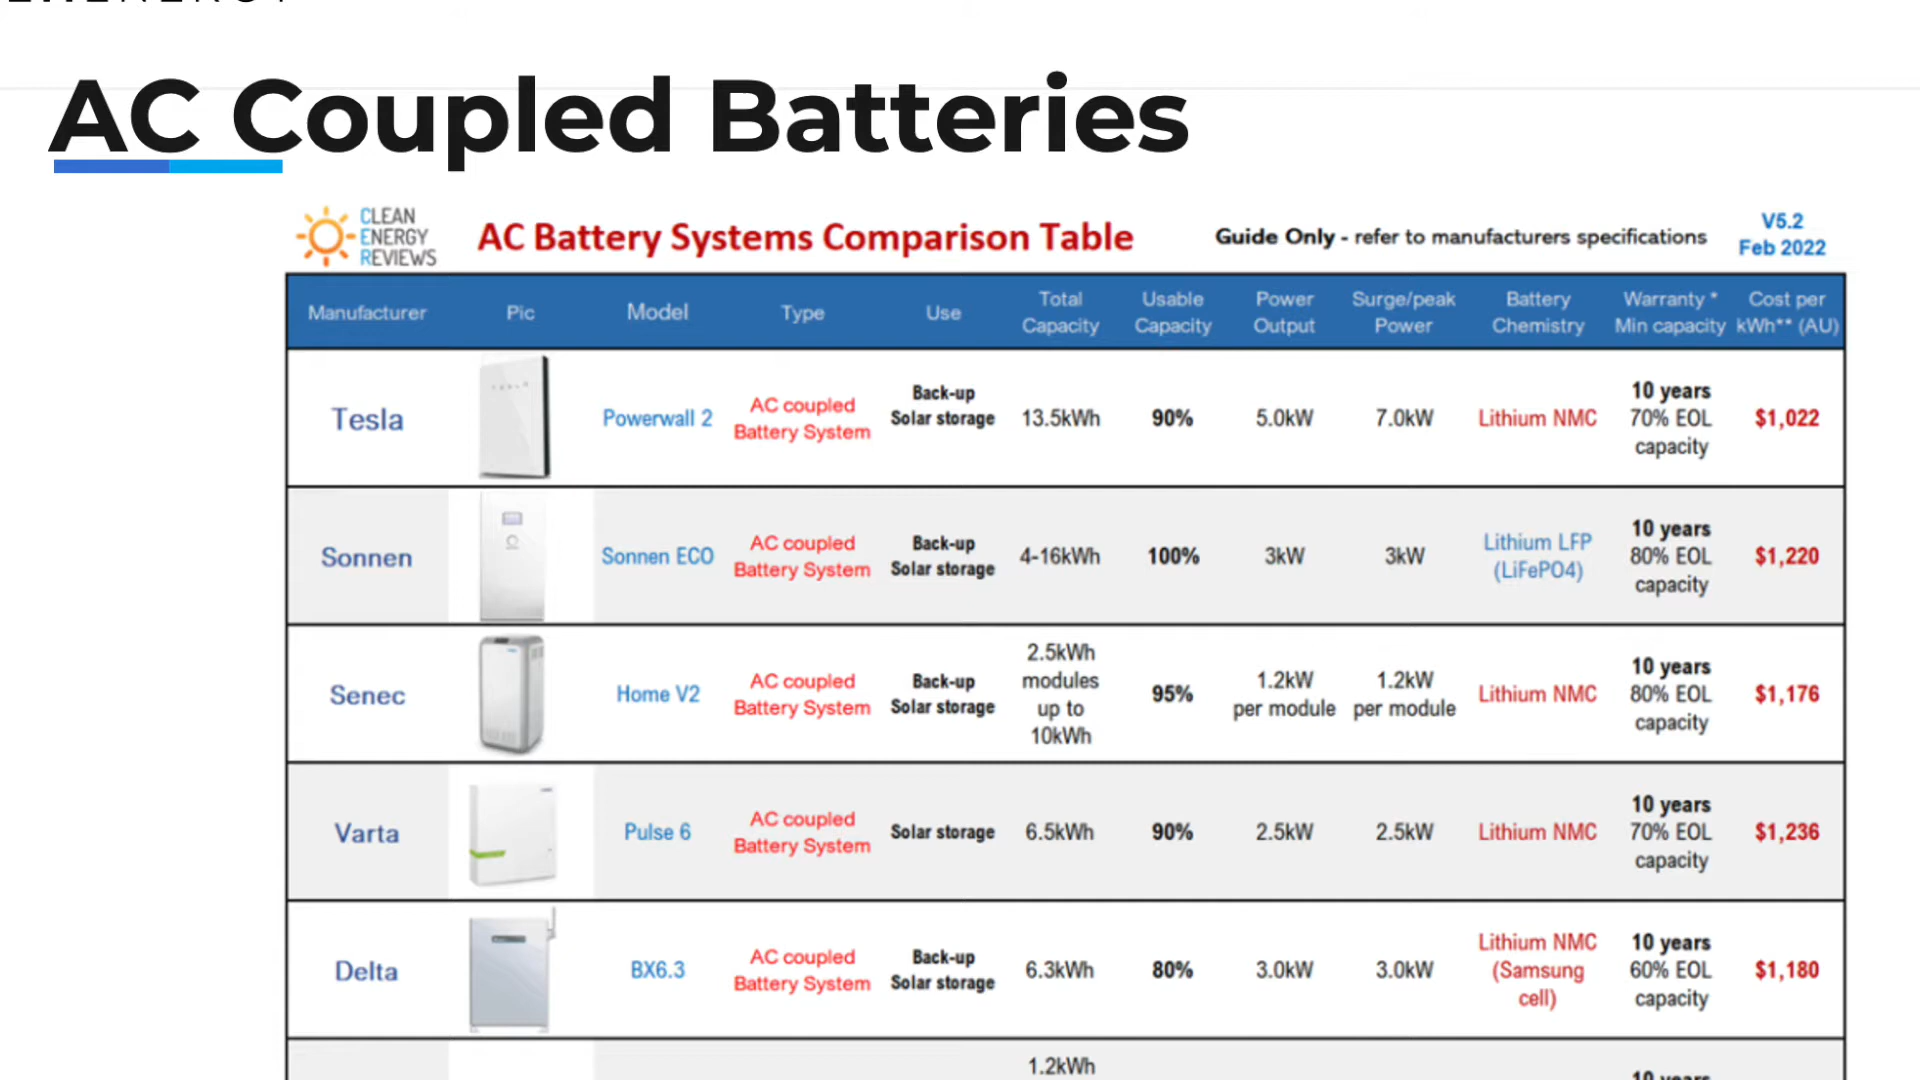 AC Coupled Batteries
CLEAN
ENERGY
REVIEWS
AC Battery Systems Comparison Table
Guide Only - refer to manufacturers specifications
V5.2
Feb 2022
Manufacturer Pic Model Type Use Total Capacity Usable Capacity Power Output Surge/peak Power Battery Chemistry Warranty * Min capacity Cost per kWh** (AU)
Tesla
TESLA
Powerwall 2
AC coupled
Battery System
Back-up
Solar storage
13.5kWh
90%
5.0kW
7.0kW
Lithium NMC
10 years
70% EOL
capacity
$1,022
Sonnen
Sonnen ECO
AC coupled
Battery System
Back-up
Solar storage
4-16kWh
100%
3kW
3kW
Lithium LFP
(LiFePO4)
10 years
80% EOL
capacity
$1,220
Senec
Home V2
AC coupled
Battery System
Back-up
Solar storage
2.5kWh
modules
up to
10kWh
95%
1.2kW
per module
1.2kW
per module
Lithium NMC
10 years
80% EOL
capacity
$1,176
Varta
Pulse 6
AC coupled
Battery System
Solar storage
6.5kWh
90%
2.5kW
2.5kW
Lithium NMC
10 years
70% EOL
capacity
$1,236
Delta
BX6.3
AC coupled
Battery System
Back-up
Solar storage
6.3kWh
80%
3.0kW
3.0kW
Lithium NMC
(Samsung
cell)
10 years
60% EOL
capacity
$1,180
1.2kWh
10 years